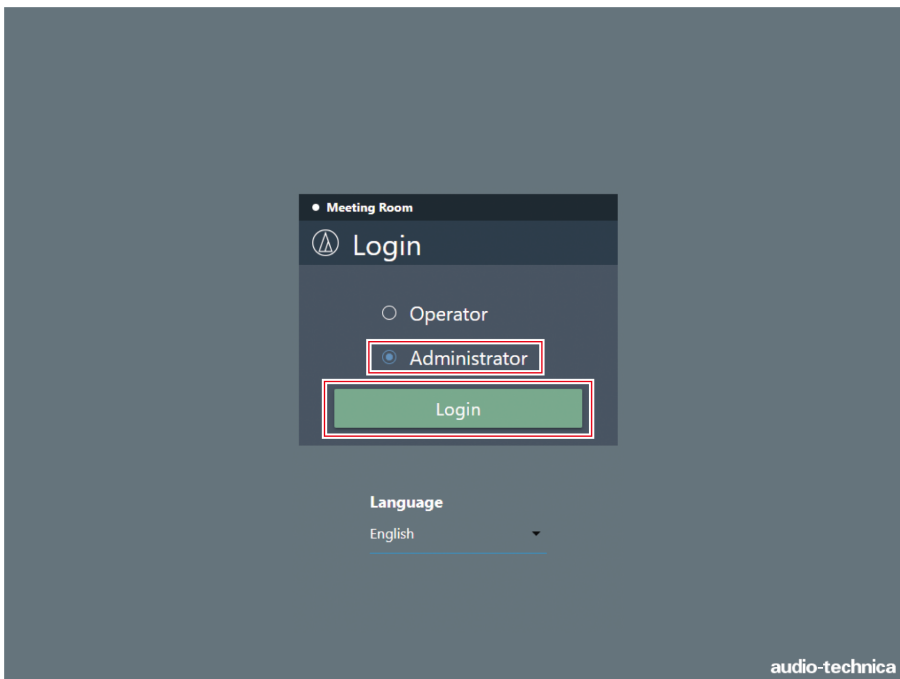 Meeting Room
Login
Operator
Administrator
Login
Language
English
audio-technica